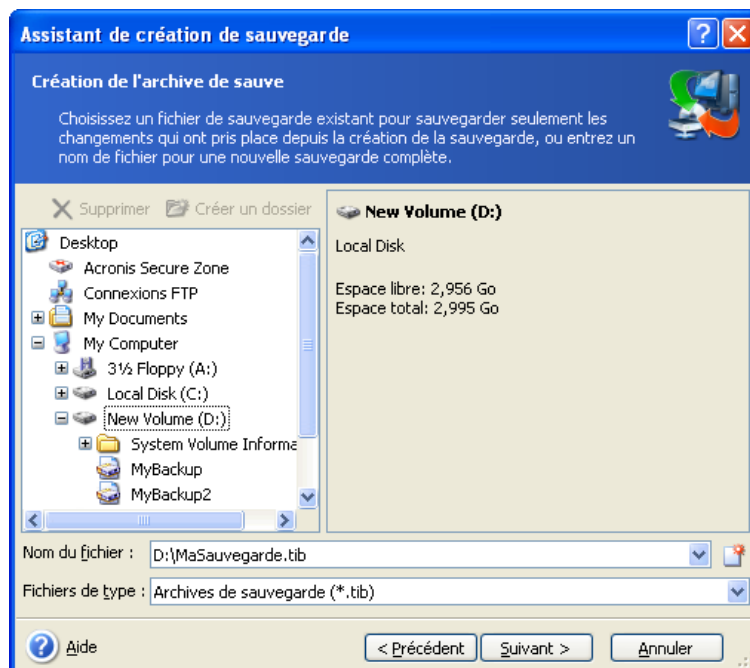 Assistant de création de sauvegarde
Création de l'archive de sauve
Choisissez un fichier de sauvegarde existant pour sauvegarder seulement les
changements qui ont pris place depuis la création de la sauvegarde, ou entrez un
nom de fichier pour une nouvelle sauvegarde complète.
Supprimer Créer un dossier
Desktop
Acronis Secure Zone
Connexions FTP
My Documents
My Computer
3½ Floppy (A:)
Local Disk (C:)
New Volume (D:)
System Volume Informa
MyBackup
MyBackup2
New Volume (D:)
Local Disk
Espace libre: 2,956 Go
Espace total: 2,995 Go
Nom du fichier : D:\MaSauvegarde.tib
Fichiers de type : Archives de sauvegarde (*.tib)
Aide
< Précédent Suivant > Annuler